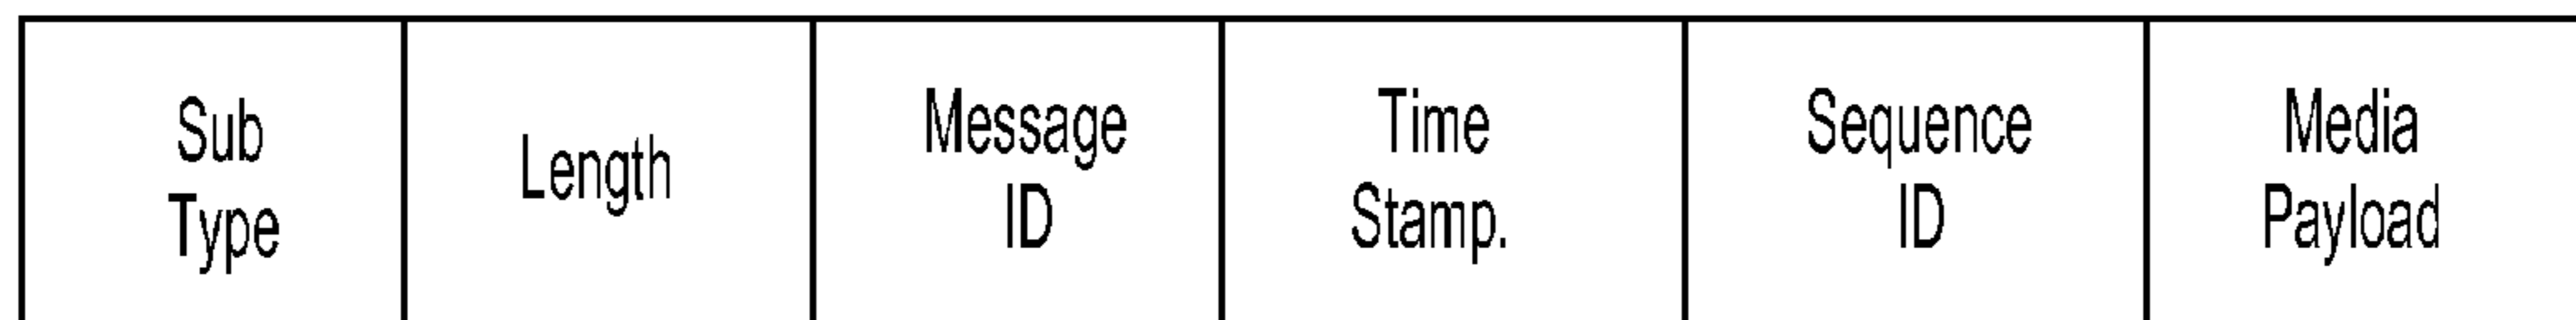 Sub
Type
Length
Message
ID
Time
Stamp.
Sequence
ID
Media
Payload